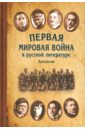 ПЕРВАЯ
МИРОВАЯ ВОЙНА
в русской литературе
Антология